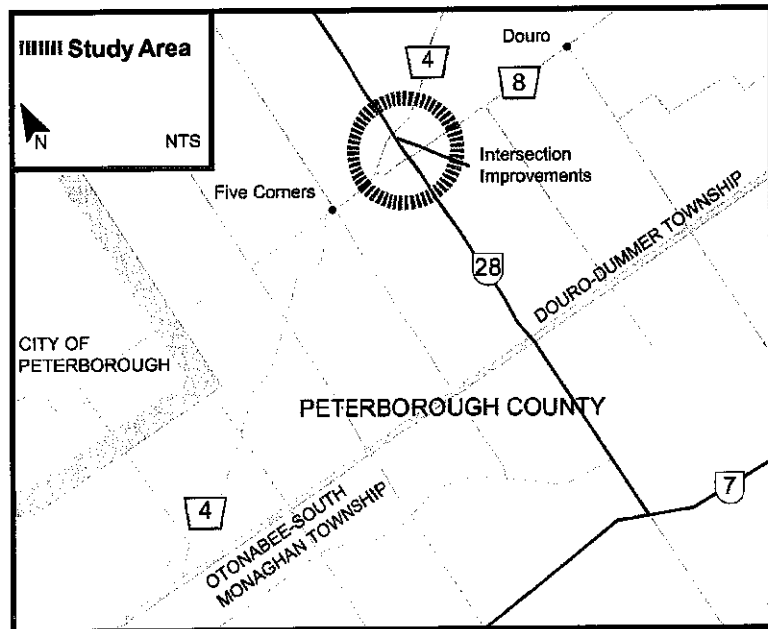 Study Area
N
NTS
4
Douro
8
Intersection
Improvements
Five Corners
28
DOURO-DUMMER TOWNSHIP
CITY OF
PETERBOROUGH
PETERBOROUGH COUNTY
4
OTONABEE-SOUTH
MONAGHAN TOWNSHIP
7